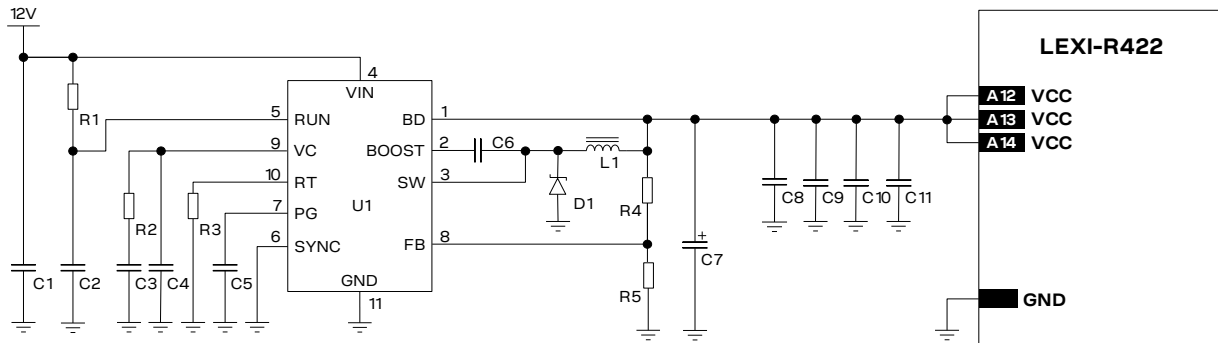 12V
LEXI-R422
4
VIN
R1
5 RUN
BD 1
A12 VCC
A13 VCC
A14 VCC
9 VC
BOOST 2
C6
L1
10 RT
SW 3
D1
R4
C8
C9
C10
C11
7 PG
U1
R2
R3
6 SYNC
FB 8
C7
+
C1
C2
C3
C4
C5
GND
11
R5
GND